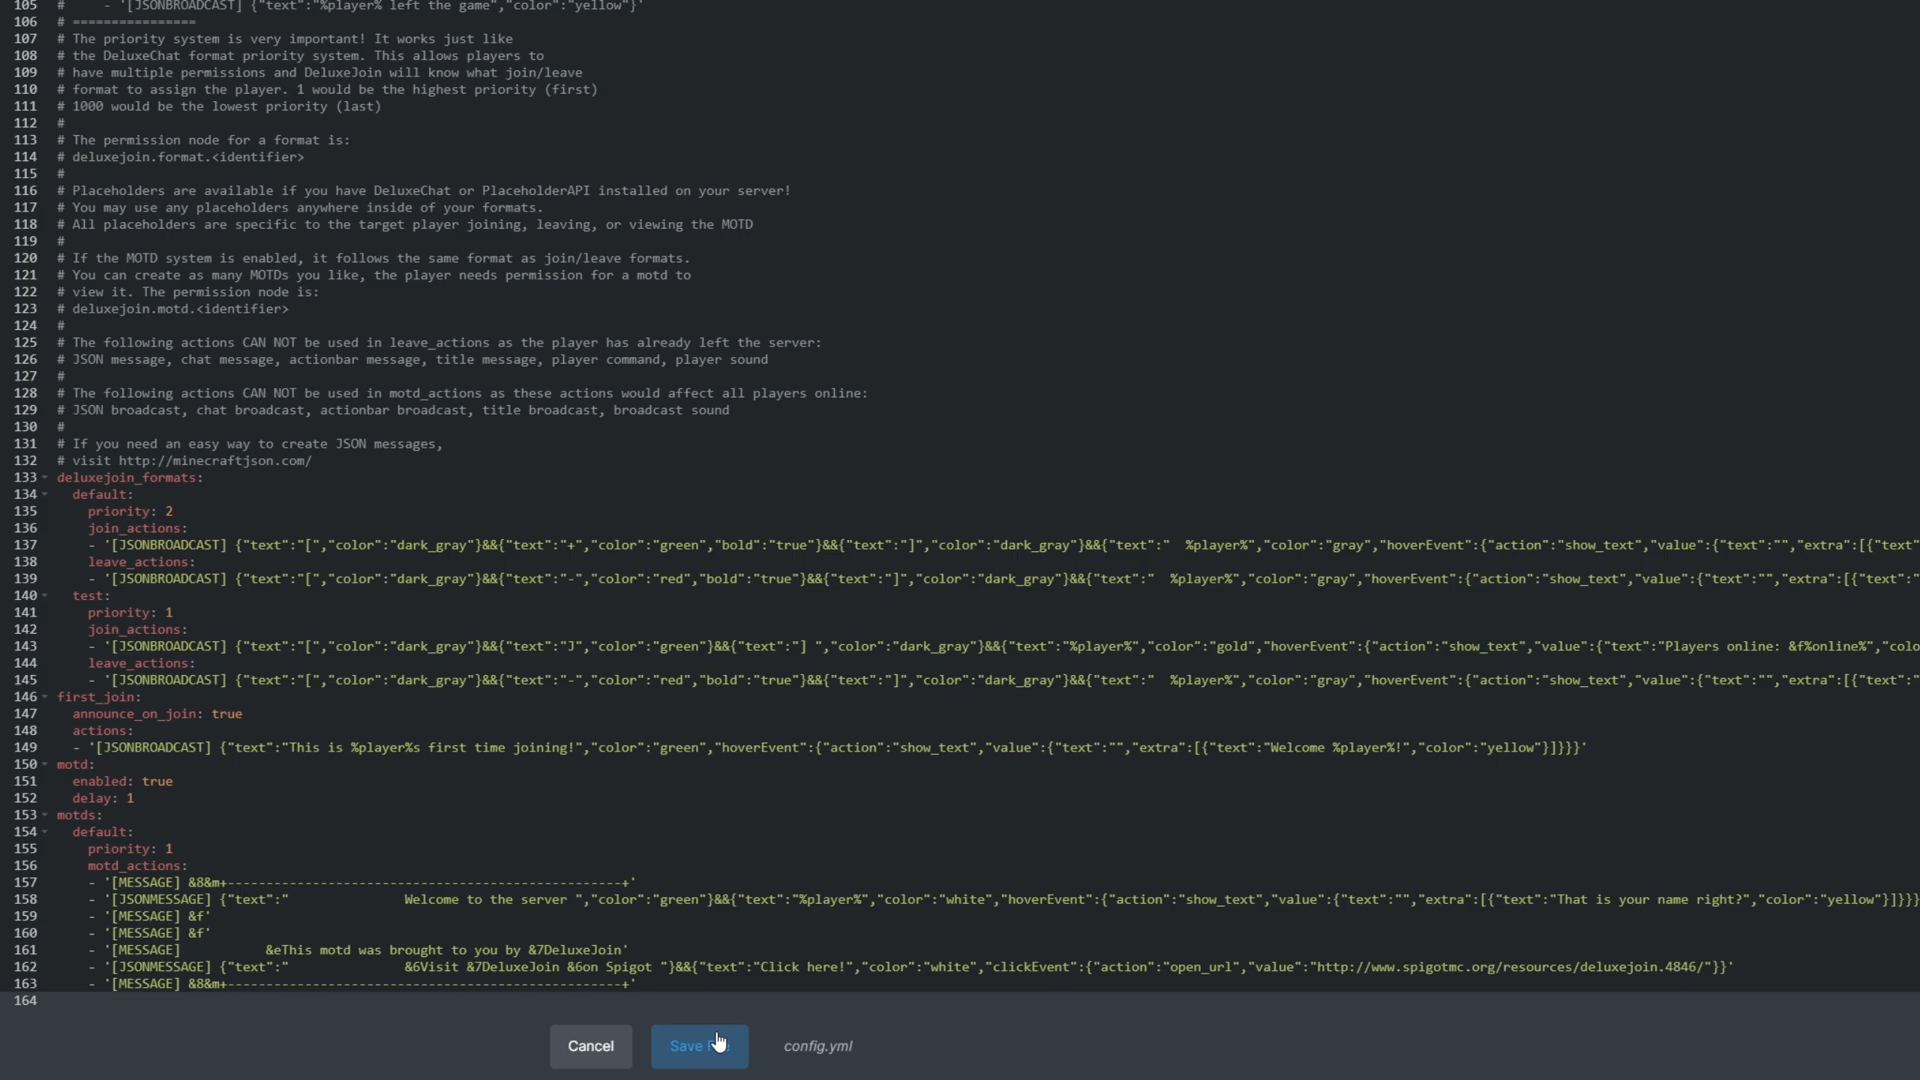 105 #     - '[JSONBROADCAST] {"text":"%player% left the game","color":"yellow"}'
106 # ================
107 # The priority system is very important! It works just like
108 # the DeluxeChat format priority system. This allows players to
109 # have multiple permissions and DeluxeJoin will know what join/leave
110 # format to assign the player. 1 would be the highest priority (first)
111 # 1000 would be the lowest priority (last)
112 #
113 # The permission node for a format is:
114 # deluxejoin.format.<identifier>
115 #
116 # Placeholders are available if you have DeluxeChat or PlaceholderAPI installed on your server!
117 # You may use any placeholders anywhere inside of your formats.
118 # All placeholders are specific to the target player joining, leaving, or viewing the MOTD
119 #
120 # If the MOTD system is enabled, it follows the same format as join/leave formats.
121 # You can create as many MOTDs you like, the player needs permission for a motd to
122 # view it. The permission node is:
123 # deluxejoin.motd.<identifier>
124 #
125 # The following actions CAN NOT be used in leave_actions as the player has already left the server:
126 # JSON message, chat message, actionbar message, title message, player command, player sound
127 #
128 # The following actions CAN NOT be used in motd_actions as these actions would affect all players online:
129 # JSON broadcast, chat broadcast, actionbar broadcast, title broadcast, broadcast sound
130 #
131 # If you need an easy way to create JSON messages,
132 # visit http://minecraftjson.com/
133 deluxejoin_formats:
134   default:
135     priority: 2
136     join_actions:
137     - '[JSONBROADCAST] {"text":"[","color":"dark_gray"}&&{"text":"+","color":"green","bold":"true"}&&{"text":"]","color":"dark_gray"}&&{"text":"  %player%","color":"gray","hoverEvent":{"action":"show_text","value":{"text":"","extra":[{"text"
138     leave_actions:
139     - '[JSONBROADCAST] {"text":"[","color":"dark_gray"}&&{"text":"-","color":"red","bold":"true"}&&{"text":"]","color":"dark_gray"}&&{"text":"  %player%","color":"gray","hoverEvent":{"action":"show_text","value":{"text":"","extra":[{"text":"
140   test:
141     priority: 1
142     join_actions:
143     - '[JSONBROADCAST] {"text":"[","color":"dark_gray"}&&{"text":"J","color":"green"}&&{"text":"] ","color":"dark_gray"}&&{"text":"%player%","color":"gold","hoverEvent":{"action":"show_text","value":{"text":"Players online: &f%online%","colo
144     leave_actions:
145     - '[JSONBROADCAST] {"text":"[","color":"dark_gray"}&&{"text":"-","color":"red","bold":"true"}&&{"text":"]","color":"dark_gray"}&&{"text":"  %player%","color":"gray","hoverEvent":{"action":"show_text","value":{"text":"","extra":[{"text":"
146 first_join:
147   announce_on_join: true
148   actions:
149   - '[JSONBROADCAST] {"text":"This is %player%s first time joining!","color":"green","hoverEvent":{"action":"show_text","value":{"text":"","extra":[{"text":"Welcome %player%!","color":"yellow"}]}}}'
150 motd:
151   enabled: true
152   delay: 1
153 motds:
154   default:
155     priority: 1
156     motd_actions:
157     - '[MESSAGE] &8&m+---------------------------------------------------+'
158     - '[JSONMESSAGE] {"text":"               Welcome to the server ","color":"green"}&&{"text":"%player%","color":"white","hoverEvent":{"action":"show_text","value":{"text":"","extra":[{"text":"That is your name right?","color":"yellow"}]}}}
159     - '[MESSAGE] &f'
160     - '[MESSAGE] &f'
161     - '[MESSAGE]           &eThis motd was brought to you by &7DeluxeJoin'
162     - '[JSONMESSAGE] {"text":"               &6Visit &7DeluxeJoin &6on Spigot "}&&{"text":"Click here!","color":"white","clickEvent":{"action":"open_url","value":"http://www.spigotmc.org/resources/deluxejoin.4846/"}}'
163     - '[MESSAGE] &8&m+---------------------------------------------------+'
164
Cancel Save config.yml